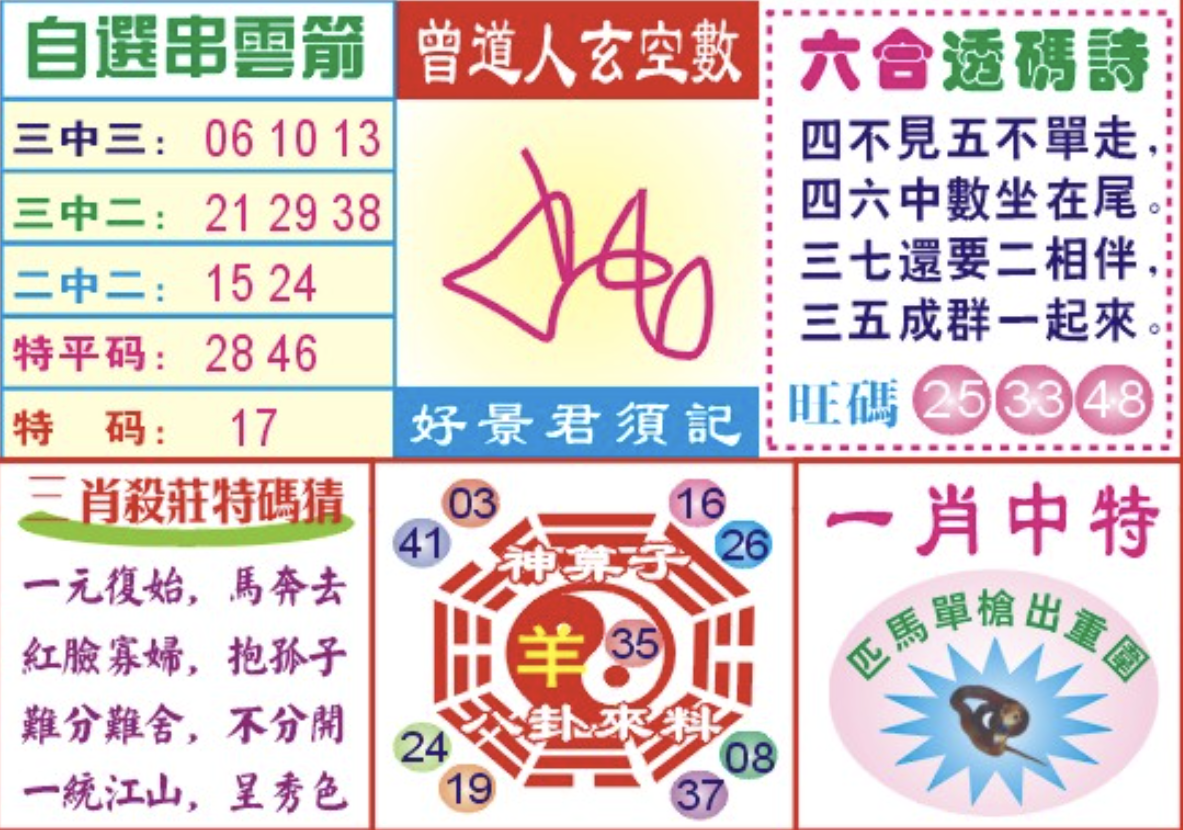 自選串雲箭
三中三： 06 10 13
三中二： 21 29 38
二中二： 15 24
特平码： 28 46
特　码： 17
曾道人玄空數
好景君須記
六合透碼詩
四不見五不單走，
四六中數坐在尾。
三七還要二相伴，
三五成群一起來。
旺碼 25 33 48
三肖殺莊特碼猜
一元復始，馬奔去
紅臉寡婦，抱孤子
難分難舍，不分開
一統江山，呈秀色
03 16
41 26
神算子
羊 35
八卦來料
24 08
19 37
一肖中特
匹馬單槍出重圍